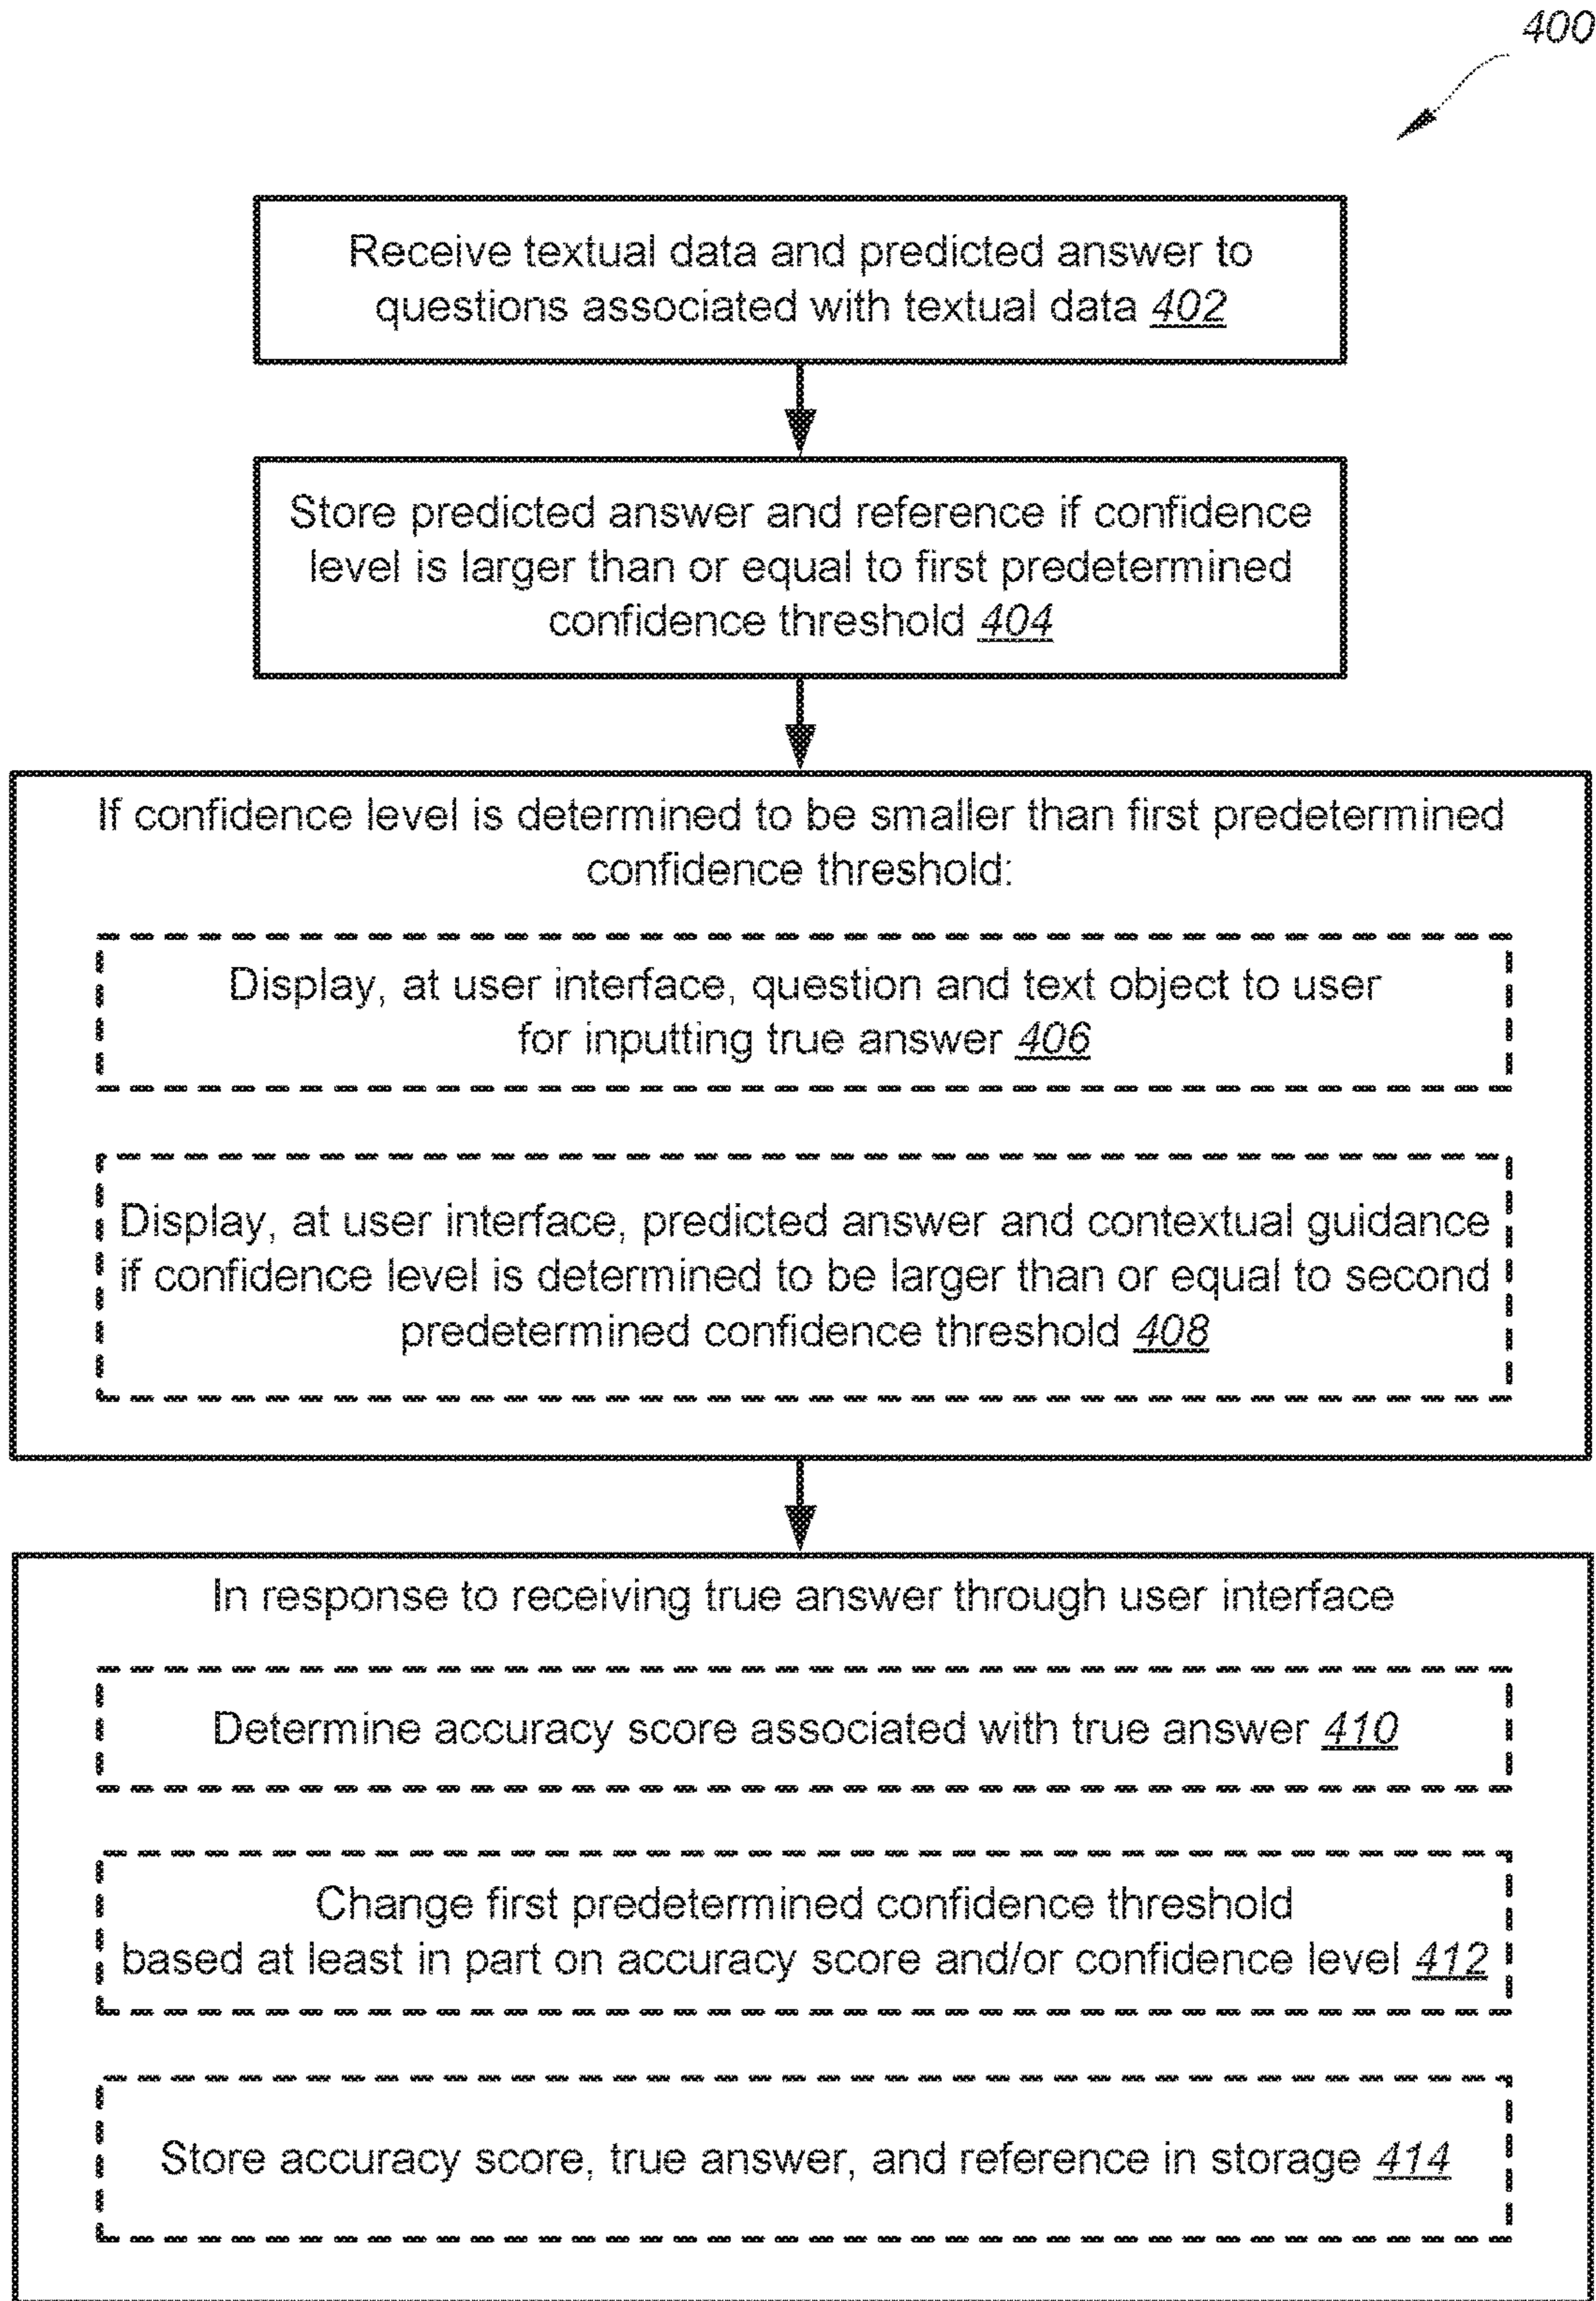 400
Receive textual data and predicted answer to
questions associated with textual data 402
Store predicted answer and reference if confidence
level is larger than or equal to first predetermined
confidence threshold 404
If confidence level is determined to be smaller than first predetermined
confidence threshold:
Display, at user interface, question and text object to user
for inputting true answer 406
Display, at user interface, predicted answer and contextual guidance
if confidence level is determined to be larger than or equal to second
predetermined confidence threshold 408
In response to receiving true answer through user interface
Determine accuracy score associated with true answer 410
Change first predetermined confidence threshold
based at least in part on accuracy score and/or confidence level 412
Store accuracy score, true answer, and reference in storage 414